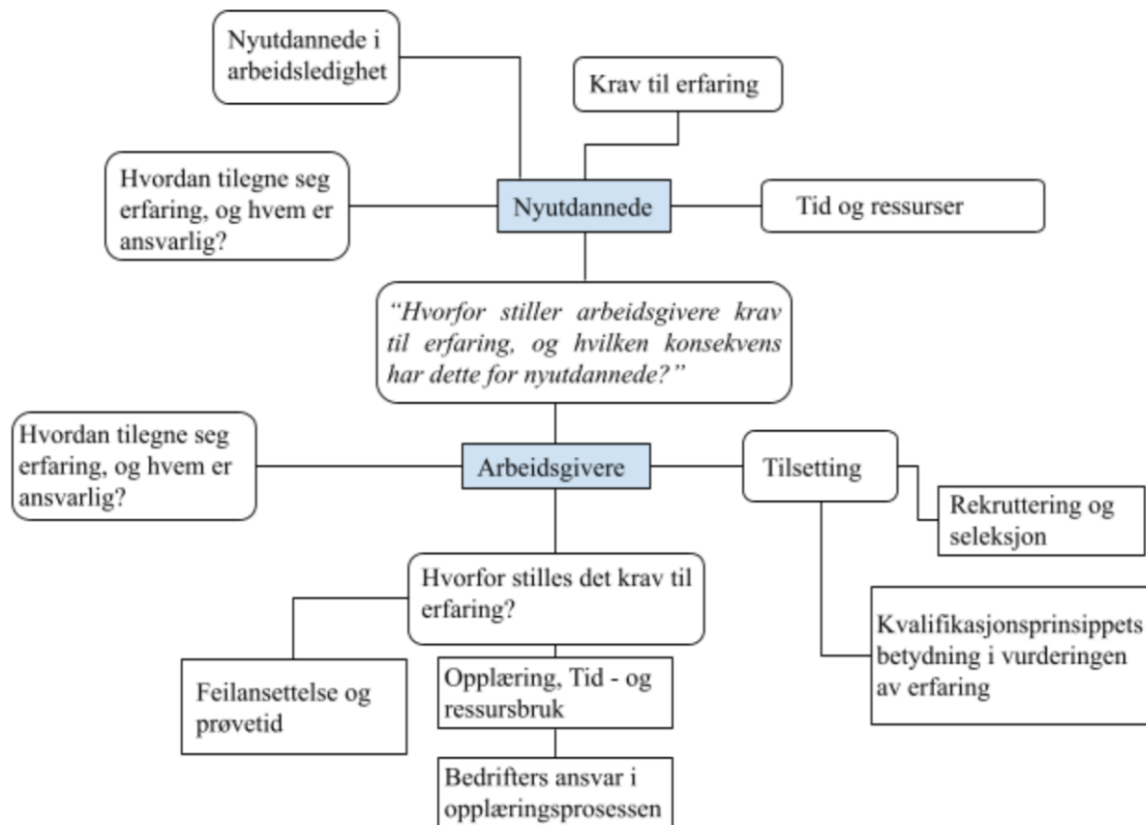 Nyutdannede i
arbeidsledighet
Krav til erfaring
Hvordan tilegne seg
erfaring, og hvem er
ansvarlig?
Nyutdannede
Tid og ressurser
“Hvorfor stiller arbeidsgivere krav
til erfaring, og hvilken konsekvens
har dette for nyutdannede?”
Hvordan tilegne seg
erfaring, og hvem er
ansvarlig?
Arbeidsgivere
Tilsetting
Rekruttering og
seleksjon
Hvorfor stilles det krav til
erfaring?
Kvalifikasjonsprinsippets
betydning i vurderingen
av erfaring
Feilansettelse og
prøvetid
Opplæring, Tid - og
ressursbruk
Bedrifters ansvar i
opplæringsprosessen